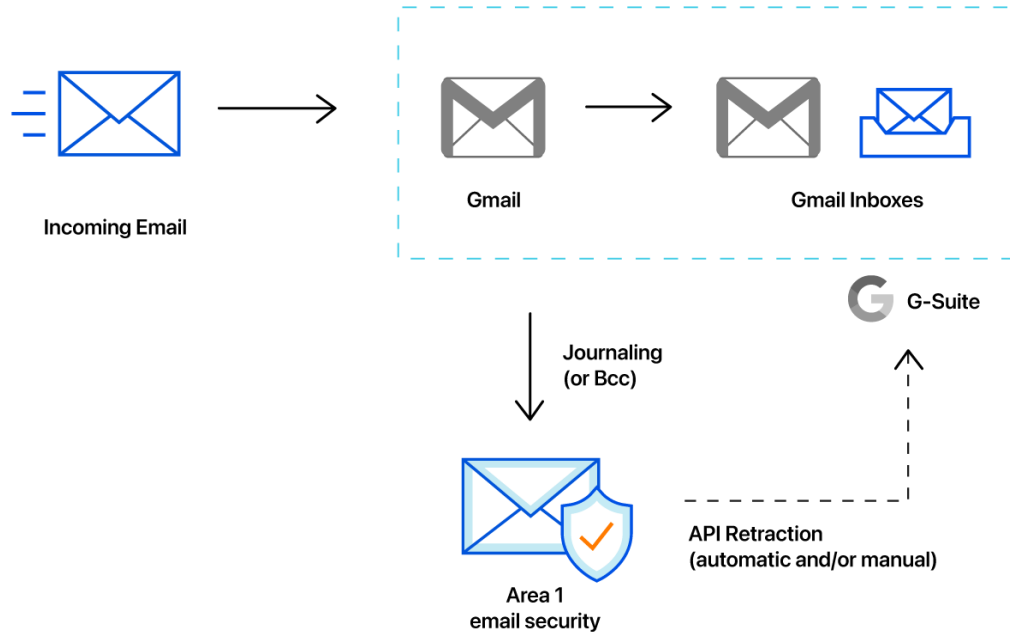 Gmail
Gmail Inboxes
Incoming Email
G-Suite
Journaling
(or Bcc)
API Retraction
(automatic and/or manual)
Area 1
email security